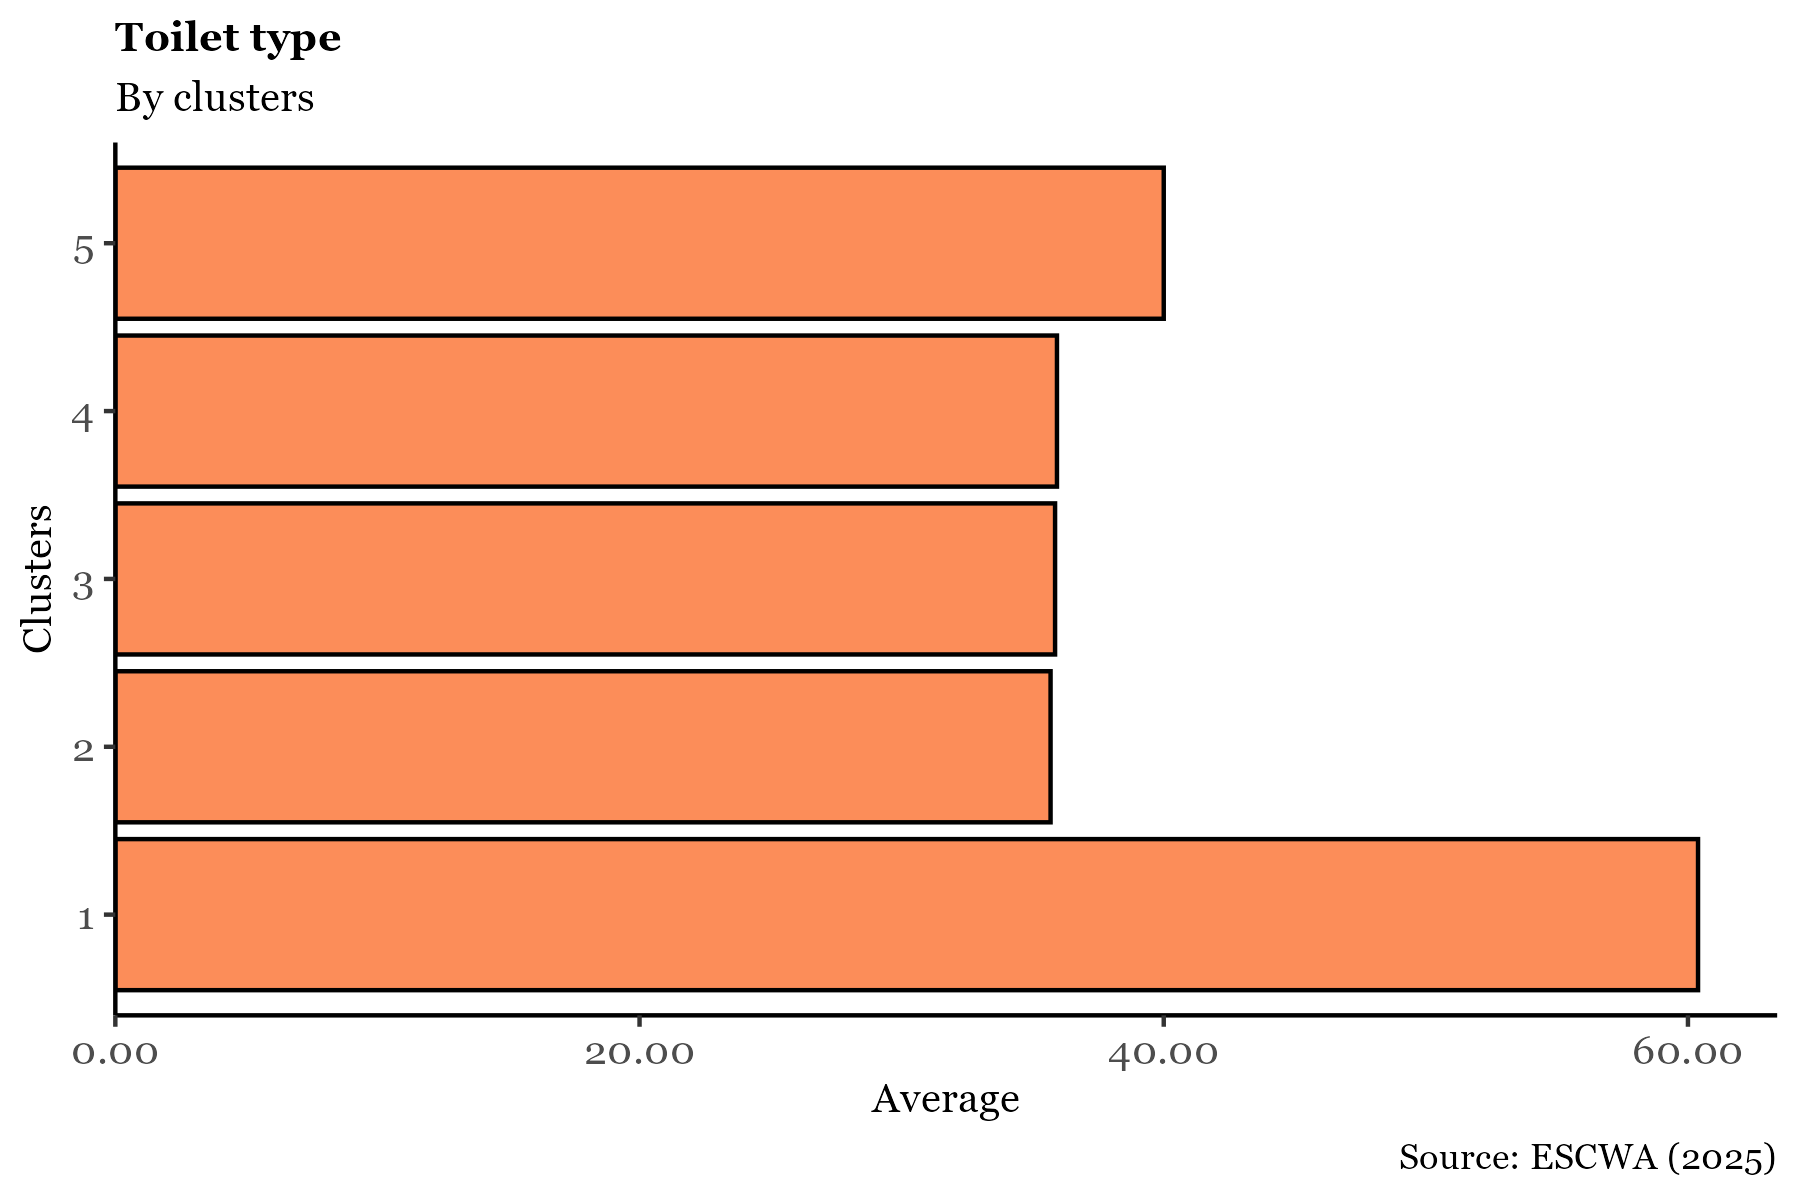 Toilet type
By clusters
5
4
3
2
1
Clusters
0.00 20.00 40.00 60.00
Average
Source: ESCWA (2025)